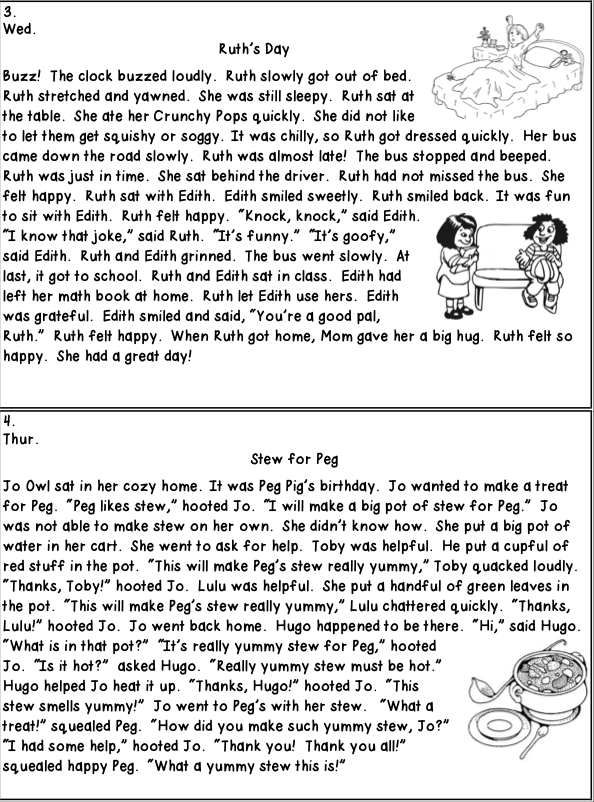 3.
Wed.
Ruth's Day
Buzz! The clock buzzed loudly. Ruth slowly got out of bed.
Ruth stretched and yawned. She was still sleepy. Ruth sat at
the table. She ate her Crunchy Pops quickly. She did not like
to let them get squishy or soggy. It was chilly, so Ruth got dressed quickly. Her bus
came down the road slowly. Ruth was almost late! The bus stopped and beeped.
Ruth was just in time. She sat behind the driver. Ruth had not missed the bus. She
felt happy. Ruth sat with Edith. Edith smiled sweetly. Ruth smiled back. It was fun
to sit with Edith. Ruth felt happy. "Knock, knock," said Edith.
"I know that joke," said Ruth. "It's funny." "It's goofy,"
said Edith. Ruth and Edith grinned. The bus went slowly. At
last, it got to school. Ruth and Edith sat in class. Edith had
left her math book at home. Ruth let Edith use hers. Edith
was grateful. Edith smiled and said, "You're a good pal,
Ruth." Ruth felt happy. When Ruth got home, Mom gave her a big hug. Ruth felt so
happy. She had a great day!
4.
Thur.
Stew for Peg
Jo Owl sat in her cozy home. It was Peg Pig's birthday. Jo wanted to make a treat
for Peg. "Peg likes stew," hooted Jo. "I will make a big pot of stew for Peg." Jo
was not able to make stew on her own. She didn't know how. She put a big pot of
water in her cart. She went to ask for help. Toby was helpful. He put a cupful of
red stuff in the pot. "This will make Peg's stew really yummy," Toby quacked loudly.
"Thanks, Toby!" hooted Jo. Lulu was helpful. She put a handful of green leaves in
the pot. "This will make Peg's stew really yummy," Lulu chattered quickly. "Thanks,
Lulu!" hooted Jo. Jo went back home. Hugo happened to be there. "Hi," said Hugo.
"What is in that pot?" "It's really yummy stew for Peg," hooted
Jo. "Is it hot?" asked Hugo. "Really yummy stew must be hot."
Hugo helped Jo heat it up. "Thanks, Hugo!" hooted Jo. "This
stew smells yummy!" Jo went to Peg's with her stew. "What a
treat!" squealed Peg. "How did you make such yummy stew, Jo?"
"I had some help," hooted Jo. "Thank you! Thank you all!"
squealed happy Peg. "What a yummy stew this is!"